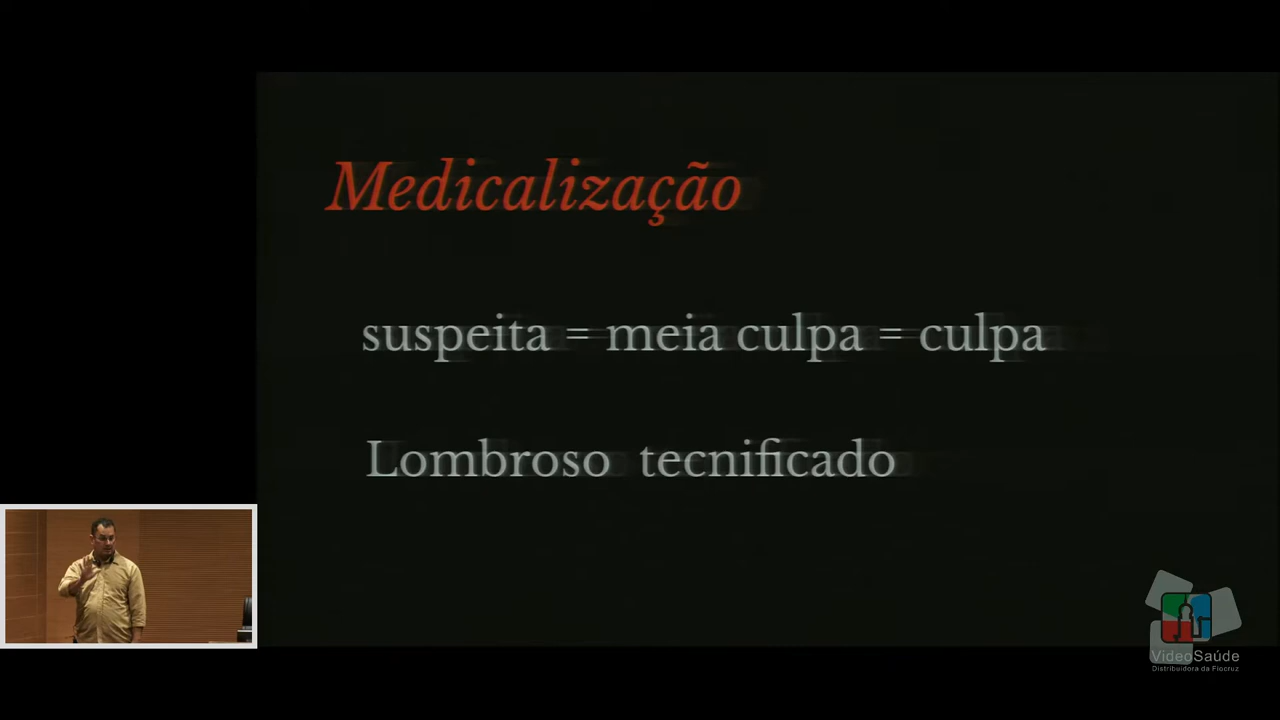 Medicalização
suspeita = meia culpa = culpa
Lombroso tecnificado
VideoSaúde
Distribuidora da Fiocruz